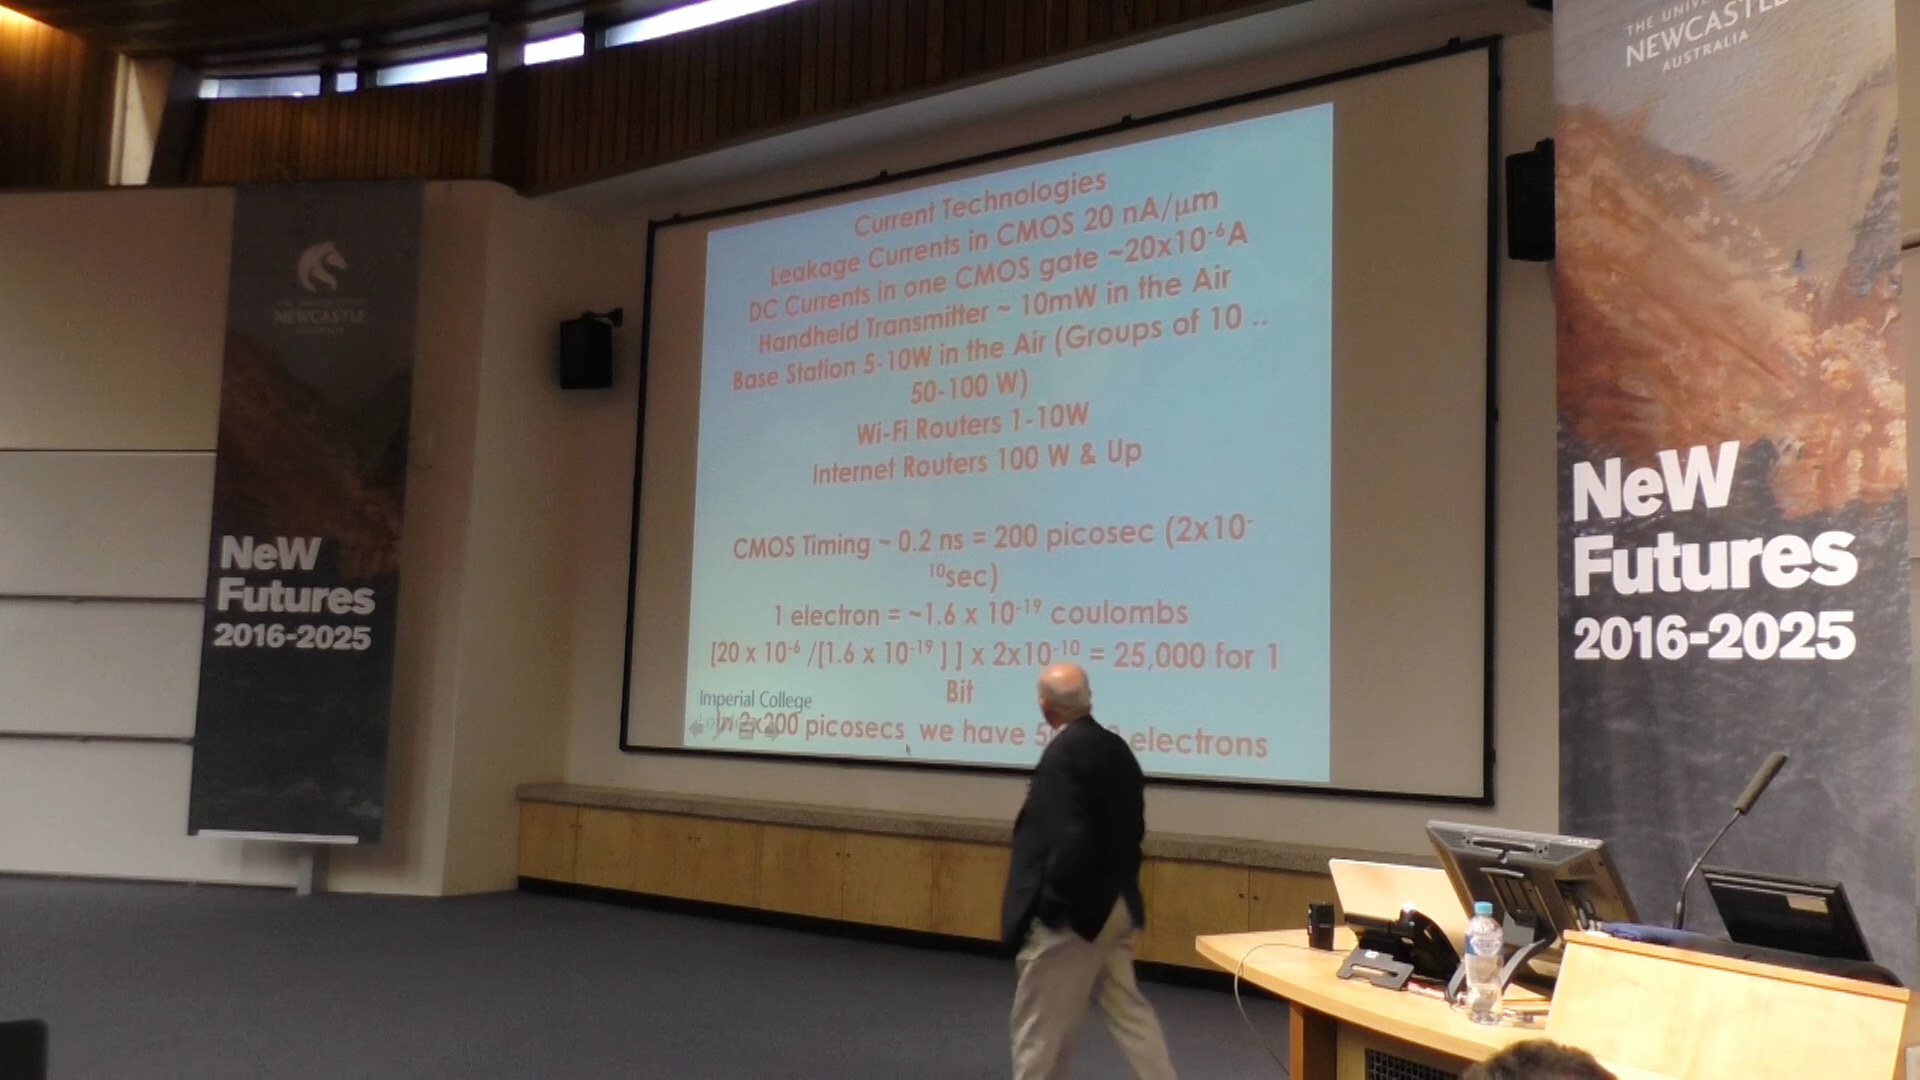 THE UNIVERSITY OF
NEWCASTLE
AUSTRALIA
NeW
Futures
2016-2025
Current Technologies
Leakage Currents in CMOS 20 nA/μm
DC Currents in one CMOS gate ~20x10⁻⁶A
Handheld Transmitter ~ 10mW in the Air
Base Station 5-10W in the Air (Groups of 10 ..
50-100 W)
Wi-Fi Routers 1-10W
Internet Routers 100 W & Up
CMOS Timing ~ 0.2 ns = 200 picosec (2x10⁻
¹⁰sec)
1 electron = ~1.6 x 10⁻¹⁹ coulombs
[20 x 10⁻⁶ /[1.6 x 10⁻¹⁹ ] ] x 2x10⁻¹⁰ = 25,000 for 1
Bit
Imperial College
In 2x200 picosecs we have electrons
THE
NEWCASTLE
AUSTRALIA
NeW
Futures
2016-2025